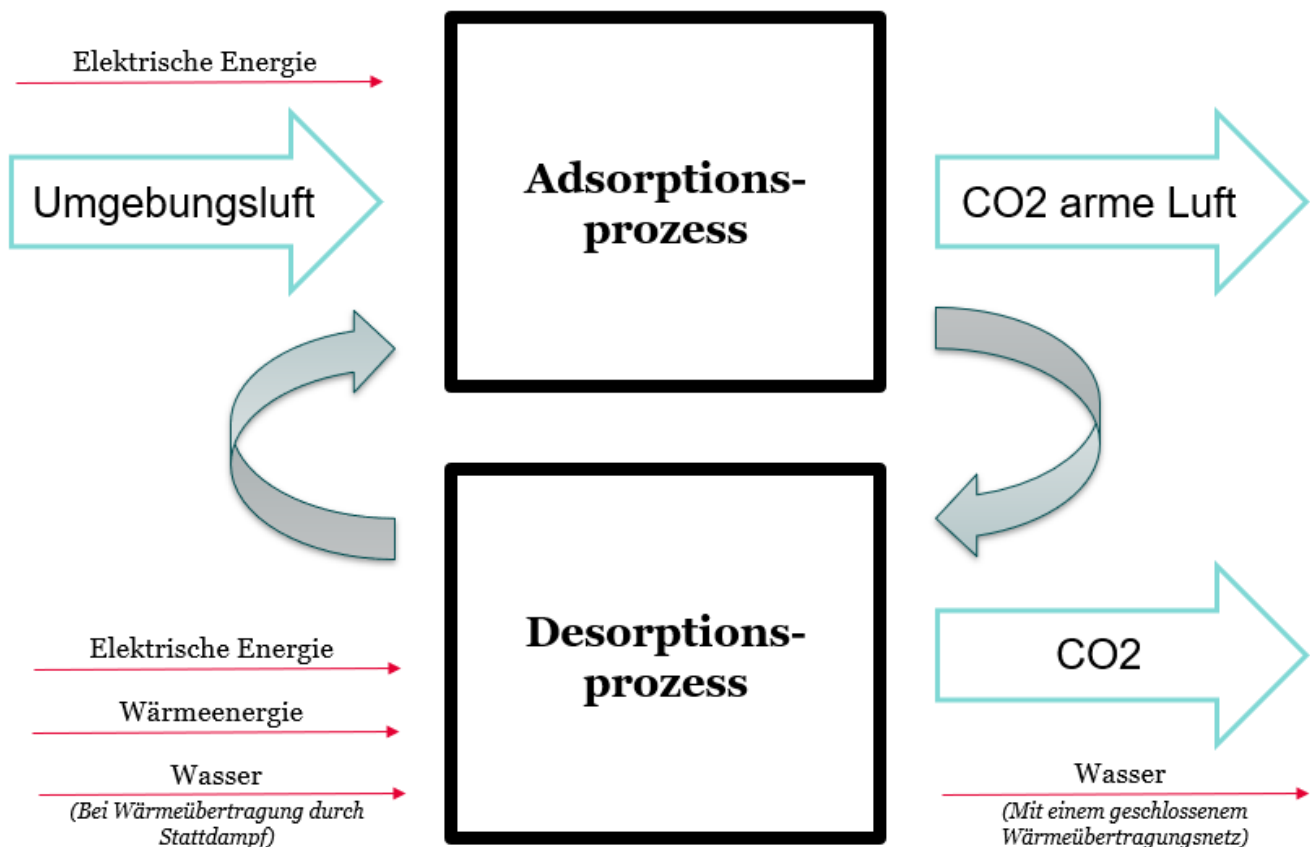 Elektrische Energie
Umgebungsluft
Adsorptions-
prozess
CO2 arme Luft
Elektrische Energie
Wärmeenergie
Wasser
(Bei Wärmeübertragung durch
Stattdampf)
Desorptions-
prozess
CO2
Wasser
(Mit einem geschlossenem
Wärmeübertragungsnetz)